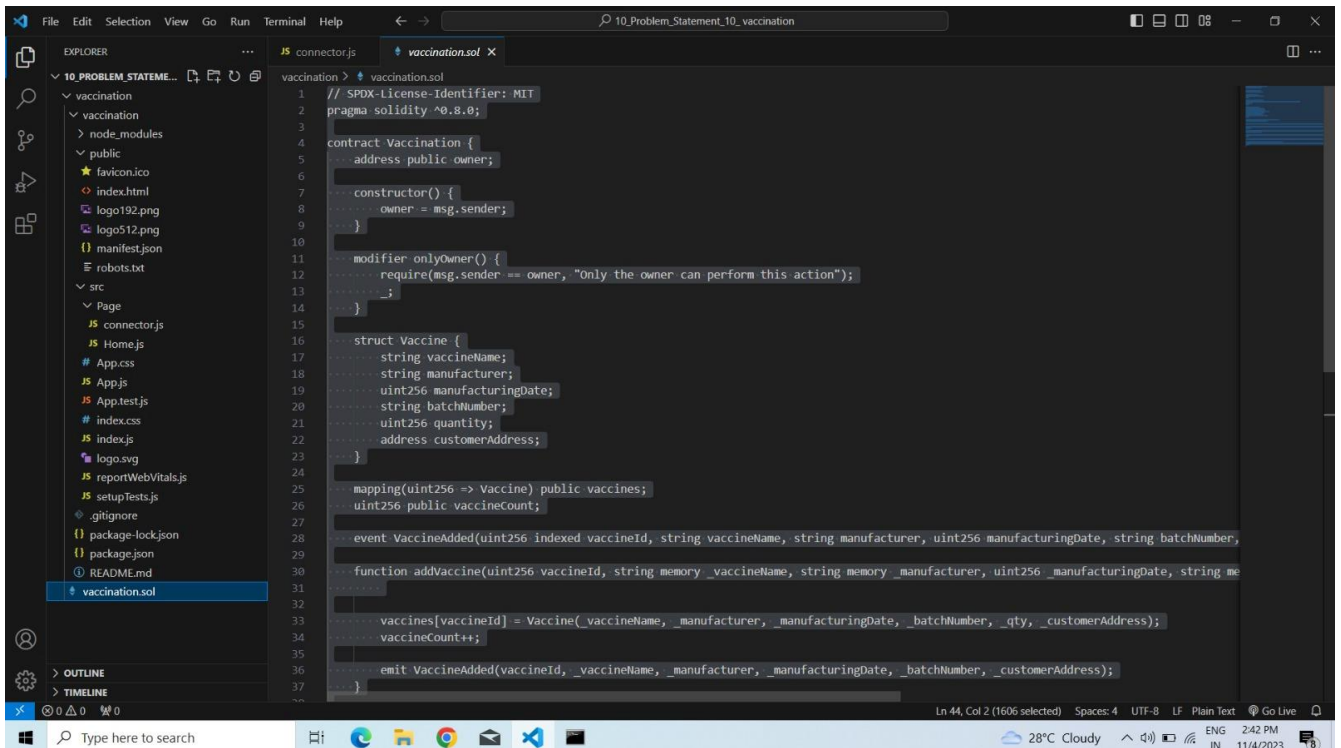 File Edit Selection View Go Run Terminal Help
10_Problem_Statement_10_ vaccination
EXPLORER
10_PROBLEM_STATEME...
vaccination
vaccination
node_modules
public
favicon.ico
index.html
logo192.png
logo512.png
manifest.json
robots.txt
src
Page
connector.js
Home.js
App.css
App.js
App.test.js
index.css
index.js
logo.svg
reportWebVitals.js
setupTests.js
.gitignore
package-lock.json
package.json
README.md
vaccination.sol
OUTLINE
TIMELINE
JS connector.js vaccination.sol
vaccination > vaccination.sol
1 // SPDX-License-Identifier: MIT
2 pragma solidity ^0.8.0;
3
4 contract Vaccination {
5 address public owner;
6
7 constructor() {
8 owner = msg.sender;
9 }
10
11 modifier onlyOwner() {
12 require(msg.sender == owner, "Only the owner can perform this action");
13 _;
14 }
15
16 struct Vaccine {
17 string vaccineName;
18 string manufacturer;
19 uint256 manufacturingDate;
20 string batchNumber;
21 uint256 quantity;
22 address customerAddress;
23 }
24
25 mapping(uint256 => Vaccine) public vaccines;
26 uint256 public vaccineCount;
27
28 event VaccineAdded(uint256 indexed vaccineId, string vaccineName, string manufacturer, uint256 manufacturingDate, string batchNumber,
29
30 function addVaccine(uint256 vaccineId, string memory _vaccineName, string memory _manufacturer, uint256 _manufacturingDate, string me
31
32
33 vaccines[vaccineId] = Vaccine(_vaccineName, _manufacturer, _manufacturingDate, _batchNumber, _qty, _customerAddress);
34 vaccineCount++;
35
36 emit VaccineAdded(vaccineId, _vaccineName, _manufacturer, _manufacturingDate, _batchNumber, _customerAddress);
37 }
0 0 0 Ln 44, Col 2 (1606 selected) Spaces: 4 UTF-8 LF Plain Text Go Live
Type here to search
28°C Cloudy
ENG
IN
2:42 PM
11/4/2023
8